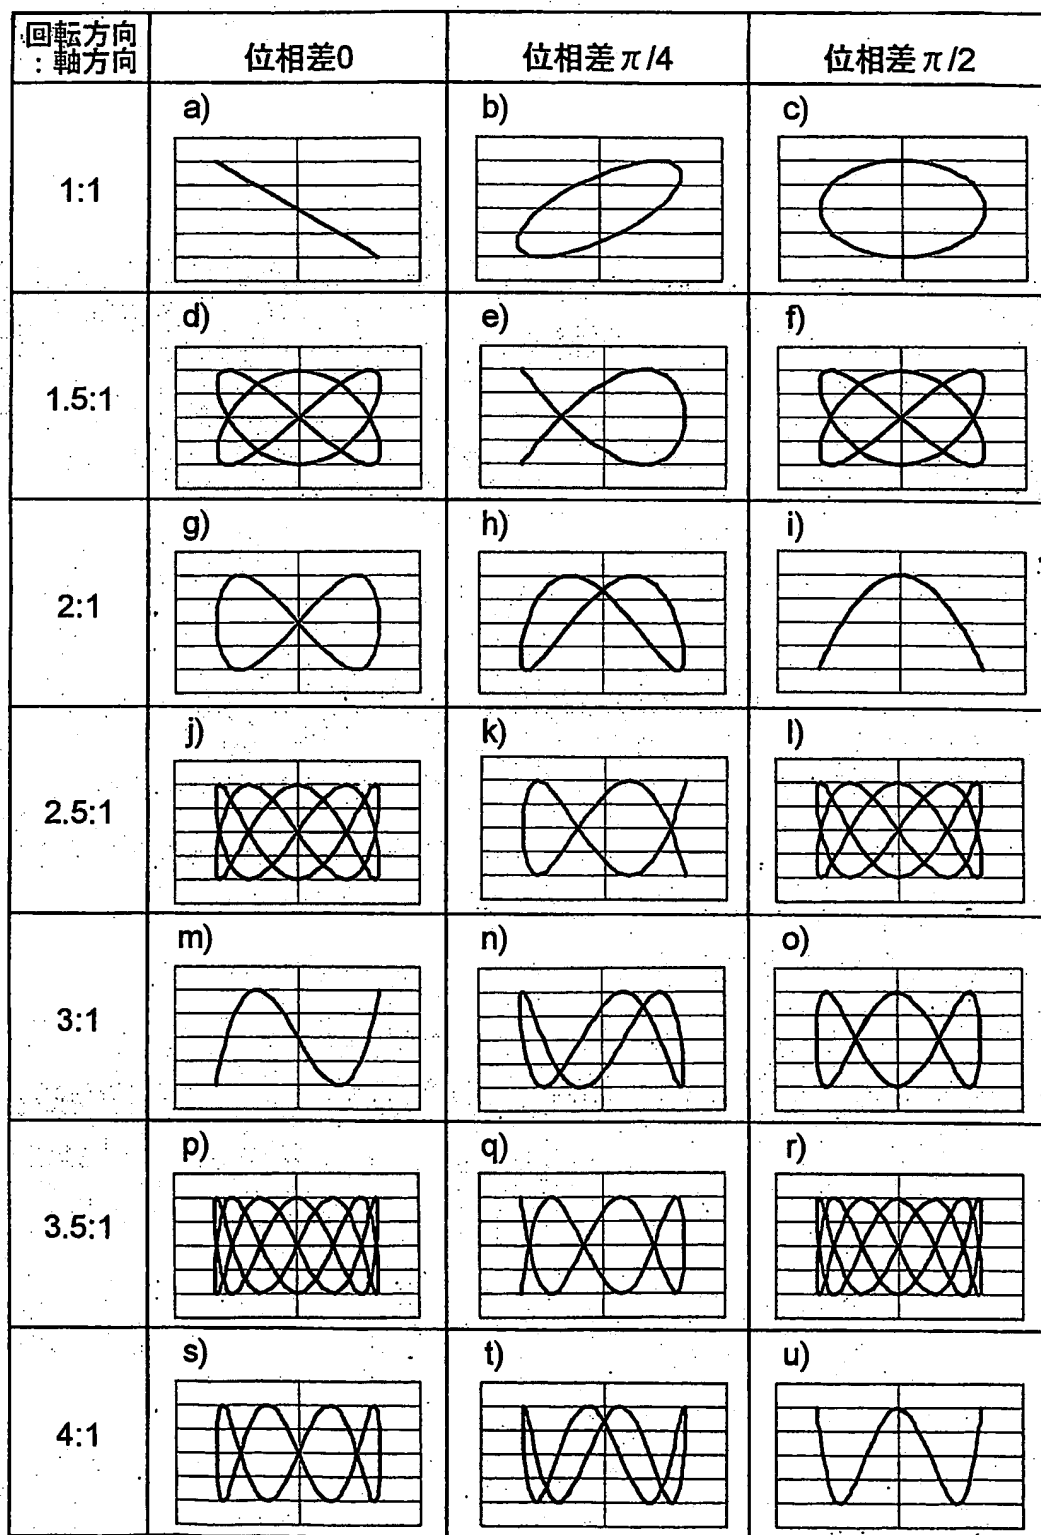 回転方向
:軸方向
位相差0
位相差π/4
位相差π/2
1:1
a)
b)
c)
1.5:1
d)
e)
f)
2:1
g)
h)
i)
2.5:1
j)
k)
l)
3:1
m)
n)
o)
3.5:1
p)
q)
r)
4:1
s)
t)
u)